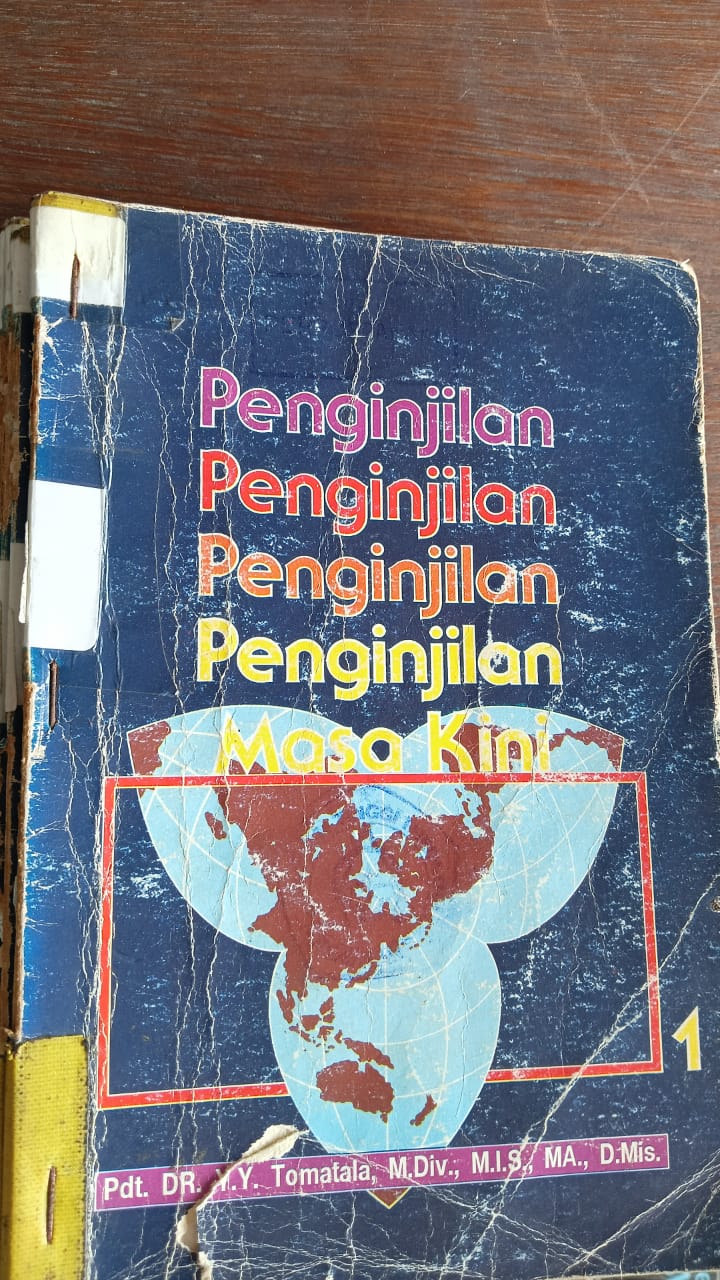 Penginjilan
Penginjilan
Penginjilan
Penginjilan
Masa Kini
1
Pdt. DR. Y.Y. Tomatala, M.Div., M.I.S., MA., D.Mis.